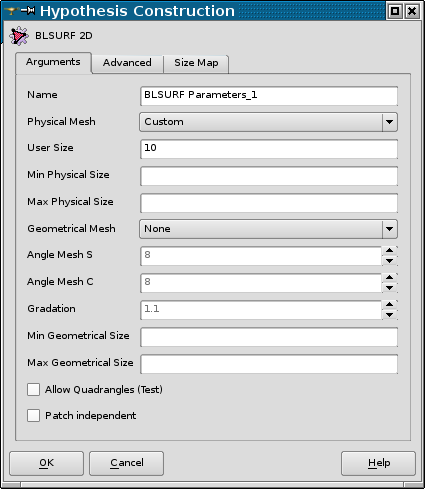 Hypothesis Construction
BLSURF 2D
Arguments Advanced Size Map
Name BLSURF Parameters_1
Physical Mesh Custom
User Size 10
Min Physical Size
Max Physical Size
Geometrical Mesh None
Angle Mesh S 8
Angle Mesh C 8
Gradation 1.1
Min Geometrical Size
Max Geometrical Size
Allow Quadrangles (Test)
Patch independent
OK Cancel Help